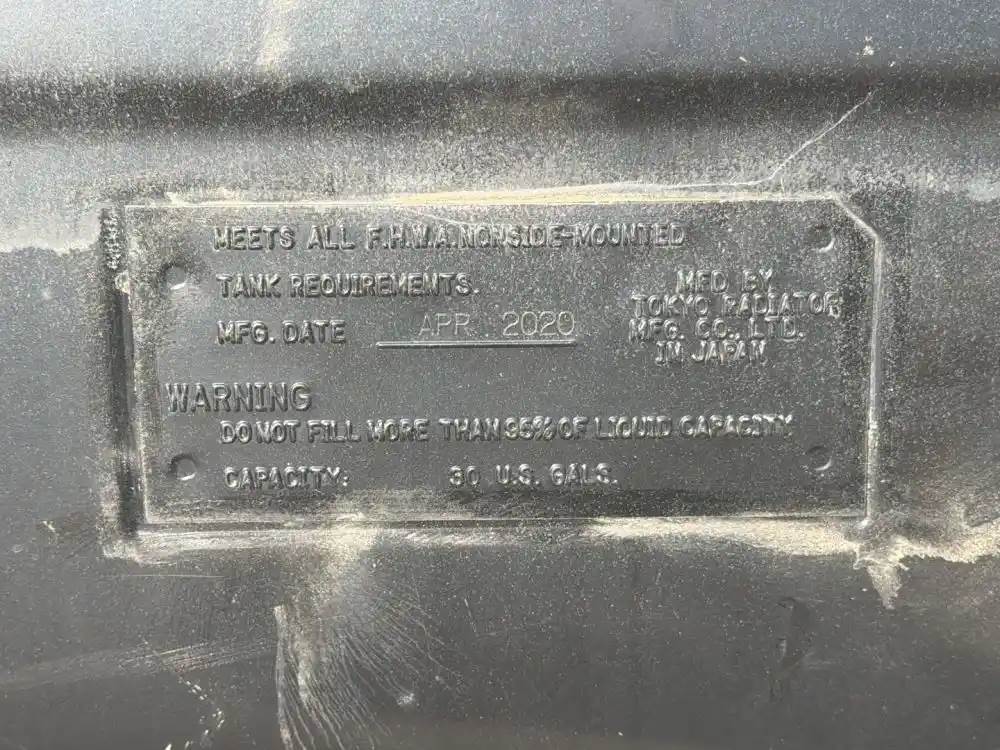 MEETS ALL F.H.W.A. NONSIDE-MOUNTED
TANK REQUIREMENTS.
MFG. DATE APR 2020
MFD BY
TOKYO RADIATOR
MFG. CO., LTD.
IN JAPAN
WARNING
DO NOT FILL MORE THAN 95% OF LIQUID CAPACITY
CAPACITY: 30 U.S. GALS.